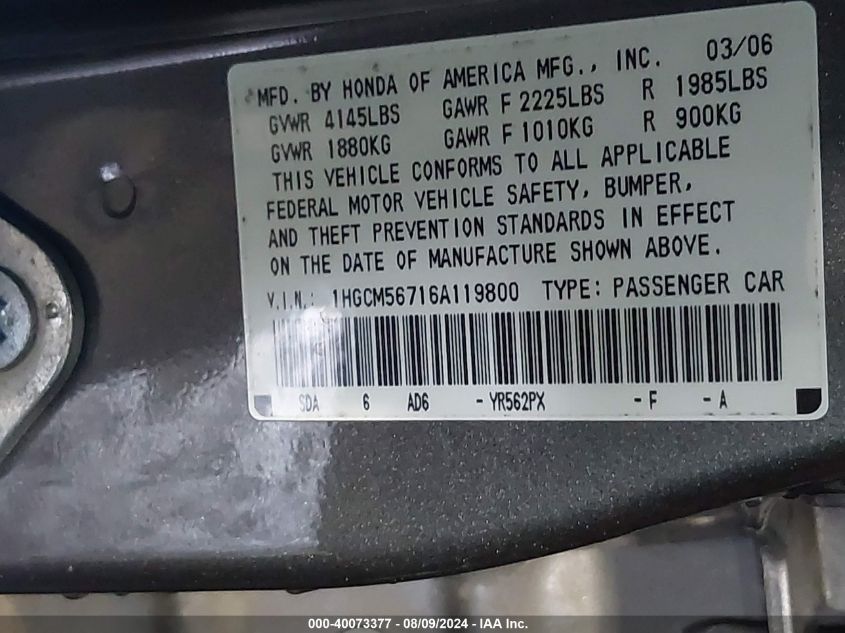 MFD. BY HONDA OF AMERICA MFG., INC. 03/06
GVWR 4145LBS GAWR F 2225LBS R 1985LBS
GVWR 1880KG GAWR F 1010KG R 900KG
THIS VEHICLE CONFORMS TO ALL APPLICABLE
FEDERAL MOTOR VEHICLE SAFETY, BUMPER,
AND THEFT PREVENTION STANDARDS IN EFFECT
ON THE DATE OF MANUFACTURE SHOWN ABOVE.
V.I.N.: 1HGCM56716A119800 TYPE: PASSENGER CAR
SDA 6 AD6 - YR562PX - F - A
000-40073377 - 08/09/2024 - IAA Inc.